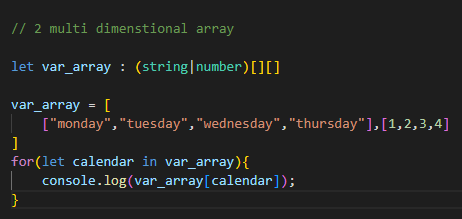 // 2 multi dimenstional array
let var_array : (string|number)[][]
var_array = [
["monday","tuesday","wednesday","thursday"],[1,2,3,4]
]
for(let calendar in var_array){
console.log(var_array[calendar]);
}